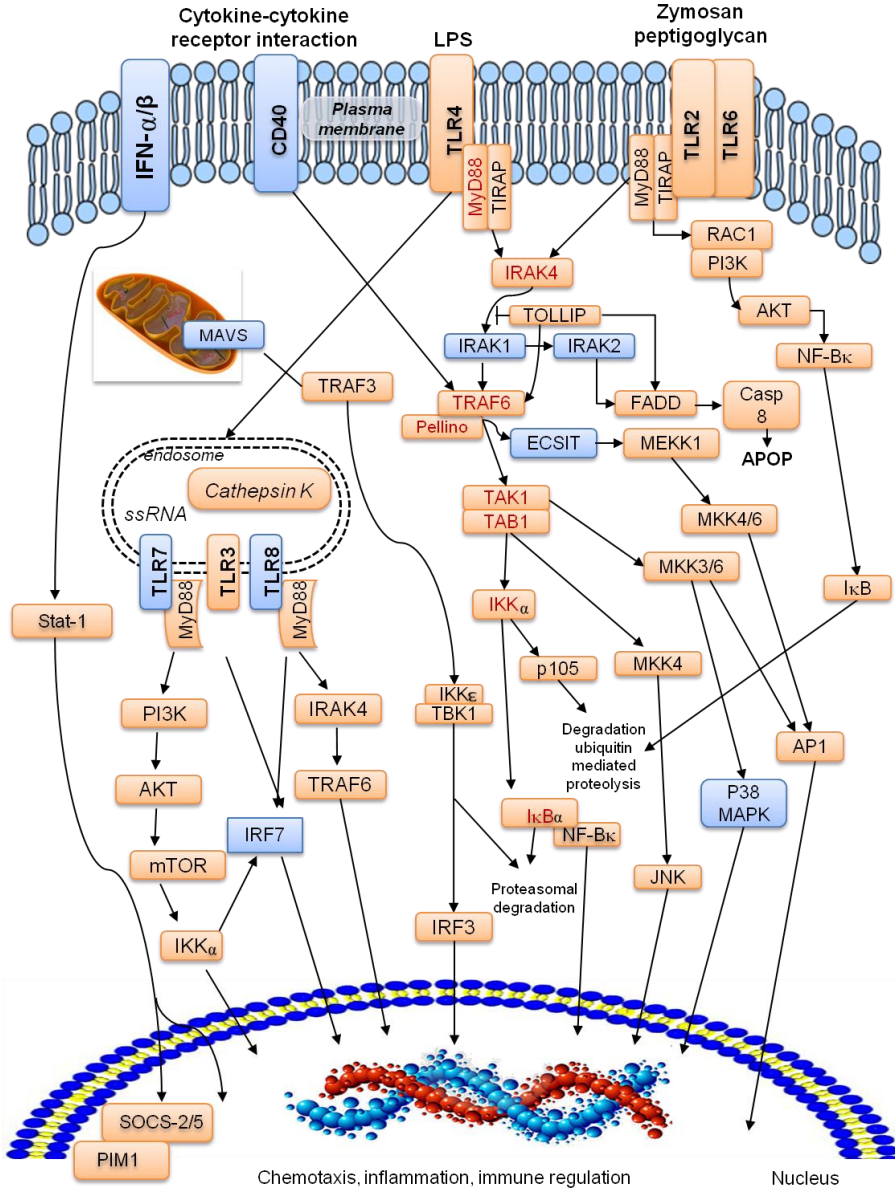 Cytokine-cytokine
receptor interaction
LPS
Zymosan
peptigoglycan
IFN-α/β
CD40
Plasma
membrane
TLR4
MyD88
TIRAP
TLR2
TLR6
MyD88
TIRAP
RAC1
PI3K
IRAK4
AKT
TOLLIP
MAVS
IRAK1
IRAK2
NF-Bκ
TRAF3
TRAF6
FADD
Casp
8
Pellino
ECSIT
MEKK1
APOP
endosome
Cathepsin K
ssRNA
TAK1
TAB1
MKK4/6
TLR7
TLR3
TLR8
MyD88
MyD88
MKK3/6
IκB
Stat-1
IKKα
p105
MKK4
PI3K
IRAK4
IKKε
TBK1
Degradation
ubiquitin
mediated
proteolysis
AP1
AKT
TRAF6
P38
MAPK
IκBα
NF-Bκ
IRF7
mTOR
JNK
Proteasomal
degradation
IKKα
IRF3
SOCS-2/5
PIM1
Chemotaxis, inflammation, immune regulation
Nucleus